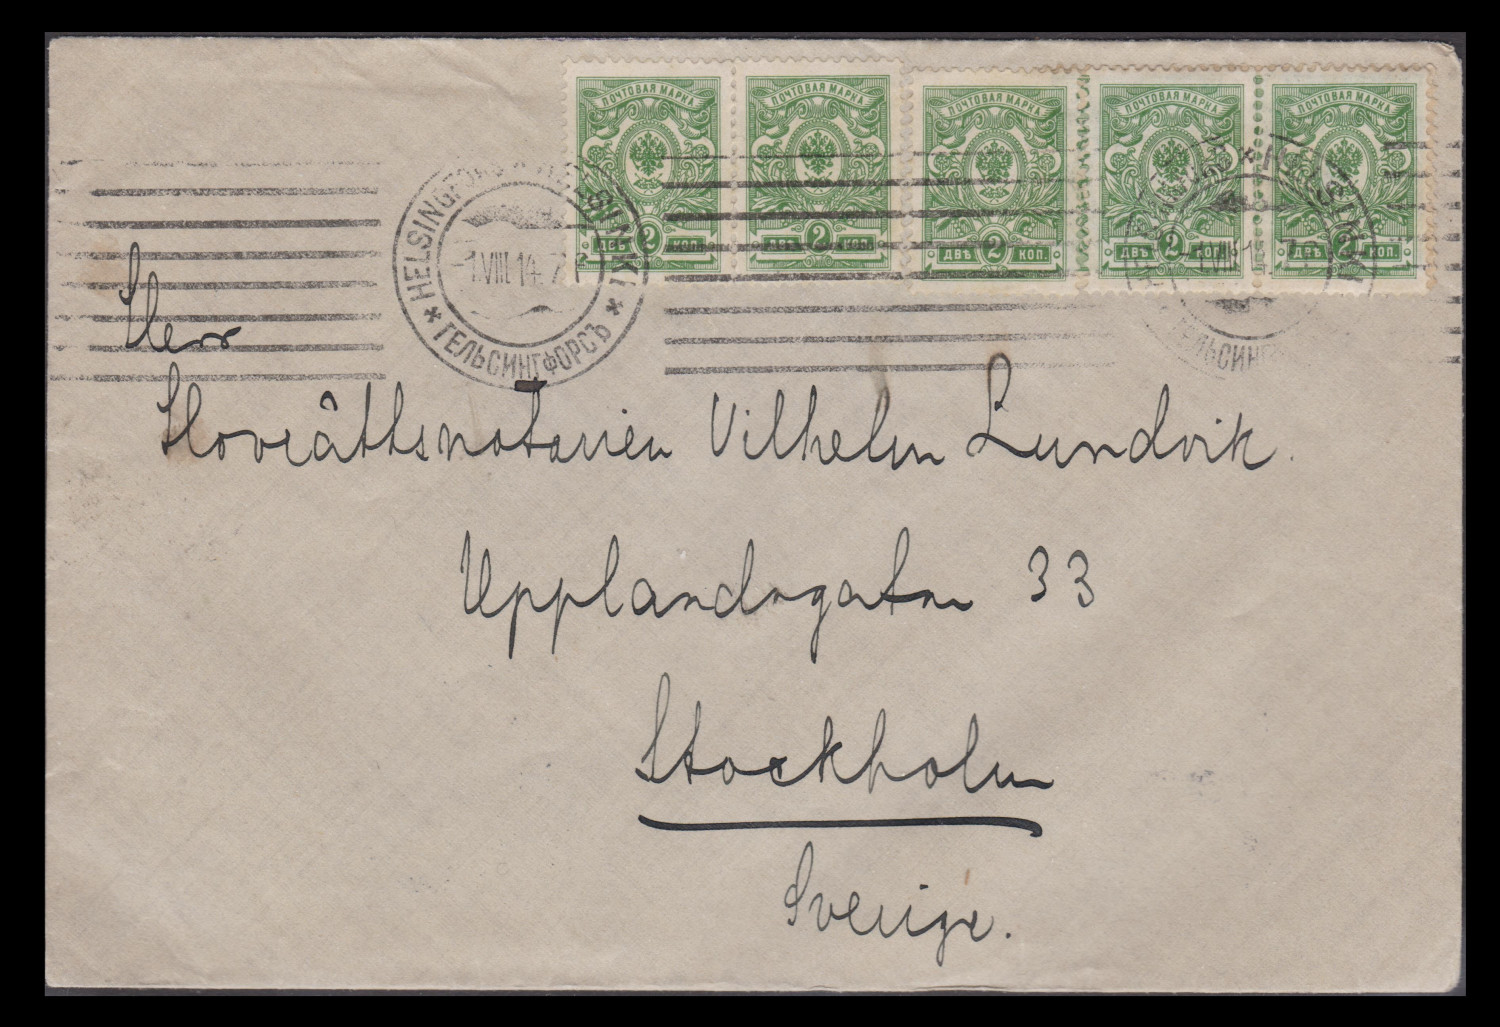 ПОЧТОВАЯ МАРКА ПОЧТОВАЯ МАРКА ПОЧТОВАЯ МАРКА ПОЧТОВАЯ МАРКА ПОЧТОВАЯ МАРКА
ДВѢ 2 КОП. ДВѢ 2 КОП. ДВѢ 2 КОП. ДВѢ 2 КОП. ДВѢ 2 КОП.
HELSINGFORS HELSINKI
-1.VIII.14. 7
ГЕЛЬСИНГФОРСЪ
Herr
Hovrättsnotarien Vilhelm Lundvik.
Upplandsgatan 33
Stockholm
Sverige.